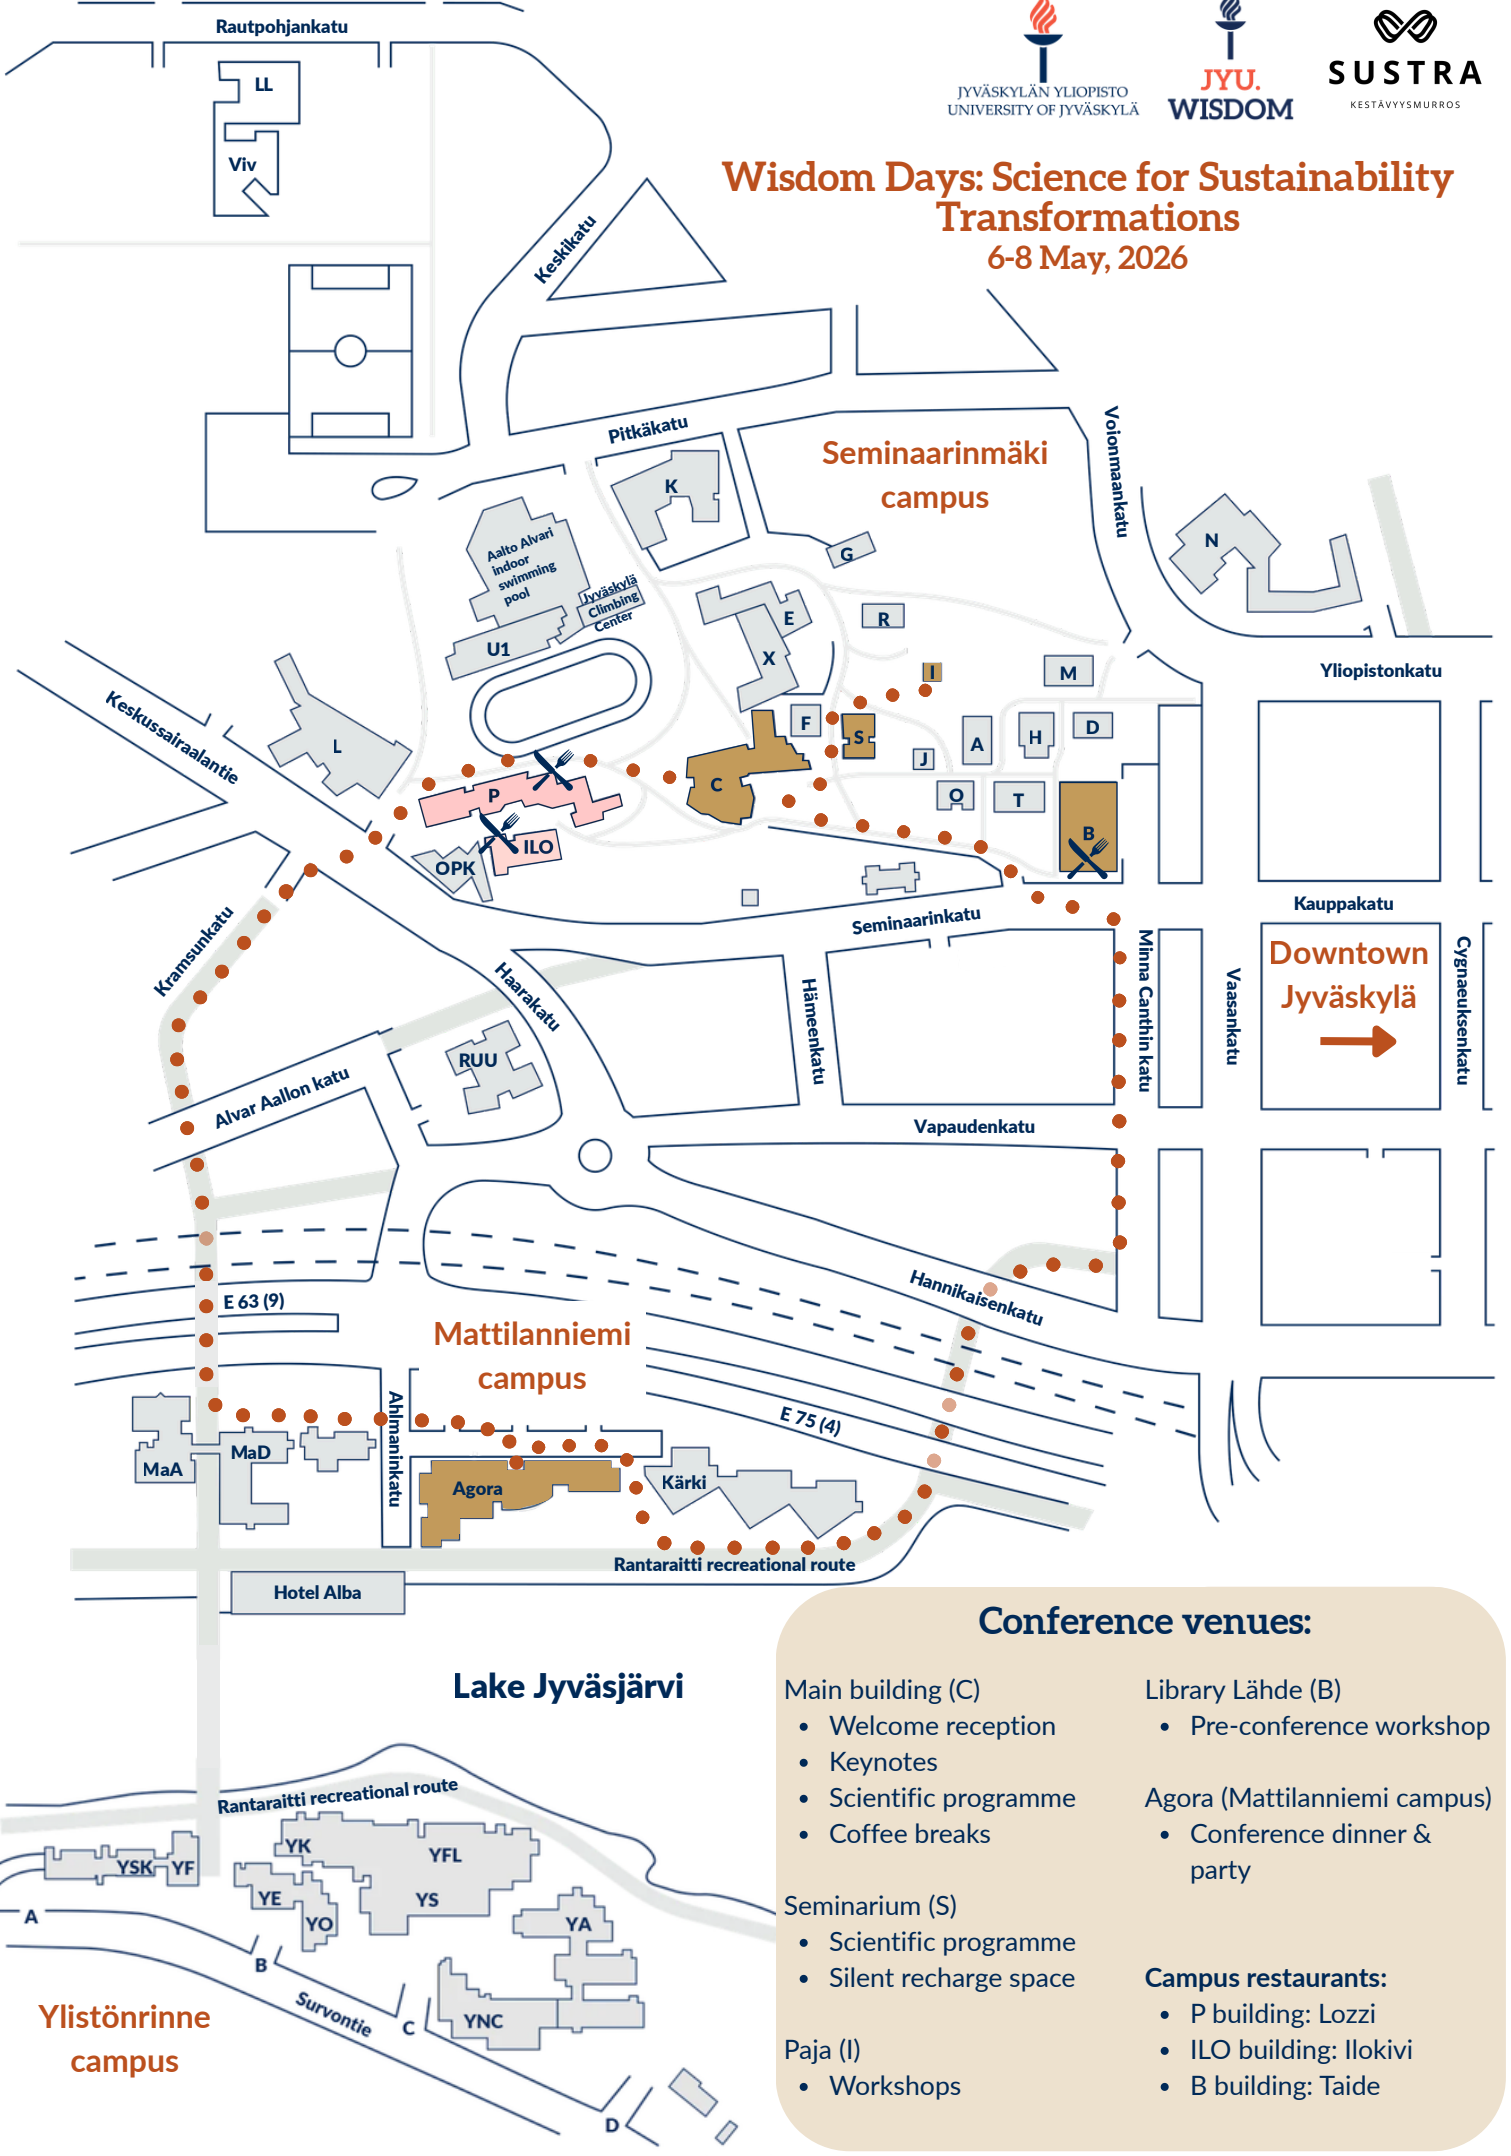 Rautpohjankatu
LL
Viv
JYVÄSKYLÄN YLIOPISTO
UNIVERSITY OF JYVÄSKYLÄ
JYU.
WISDOM
SUSTRA
KESTÄVYYSMURROS
Wisdom Days: Science for Sustainability
Transformations
6-8 May, 2026
Keskikatu
Pitkäkatu
Seminaarinmäki
campus
Voionmaankatu
K
G
N
Aalto Alvari
indoor
swimming
pool
Jyväskylä
Climbing
Center
U1
E
X
R
I
M
Yliopistonkatu
Keskussairaalantie
L
F
S
A
H
D
J
C
P
O
T
B
ILO
OPK
Kauppakatu
Seminaarinkatu
Kramsunkatu
Haarakatu
Hämeenkatu
Minna Canthin katu
Vaasankatu
Downtown
Jyväskylä
Cygnaeuksenkatu
RUU
Alvar Aallon katu
Vapaudenkatu
Hannikaisenkatu
E 63 (9)
Mattilanniemi
campus
E 75 (4)
Ahlmaninkatu
MaA
MaD
Agora
Kärki
Rantaraitti recreational route
Hotel Alba
Lake Jyväsjärvi
Rantaraitti recreational route
YSK
YF
YK
YFL
YE
YS
YO
YA
YNC
A
B
Survontie
C
D
Ylistönrinne
campus
Conference venues:
Main building (C)
• Welcome reception
• Keynotes
• Scientific programme
• Coffee breaks
Seminarium (S)
• Scientific programme
• Silent recharge space
Paja (I)
• Workshops
Library Lähde (B)
• Pre-conference workshop
Agora (Mattilanniemi campus)
• Conference dinner &
party
Campus restaurants:
• P building: Lozzi
• ILO building: Ilokivi
• B building: Taide